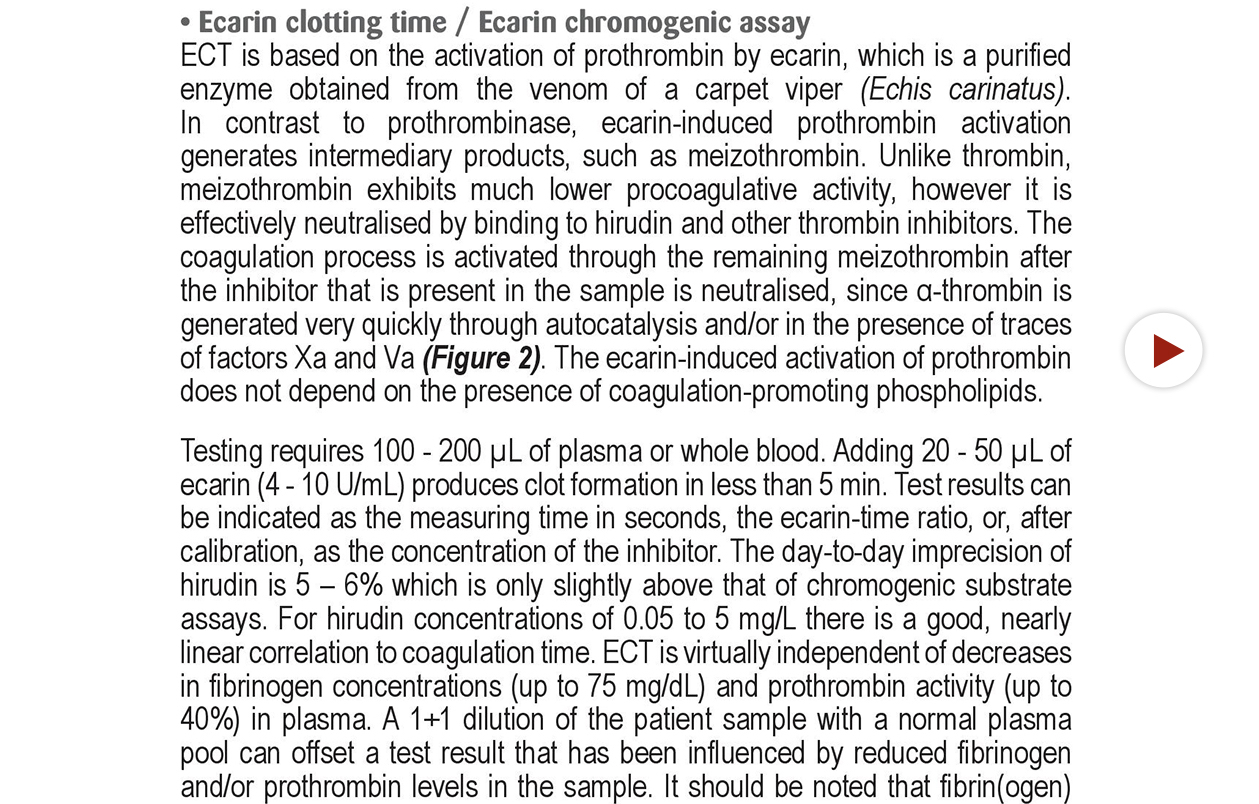 • Ecarin clotting time / Ecarin chromogenic assay
ECT is based on the activation of prothrombin by ecarin, which is a purified
enzyme obtained from the venom of a carpet viper (Echis carinatus).
In contrast to prothrombinase, ecarin-induced prothrombin activation
generates intermediary products, such as meizothrombin. Unlike thrombin,
meizothrombin exhibits much lower procoagulative activity, however it is
effectively neutralised by binding to hirudin and other thrombin inhibitors. The
coagulation process is activated through the remaining meizothrombin after
the inhibitor that is present in the sample is neutralised, since α-thrombin is
generated very quickly through autocatalysis and/or in the presence of traces
of factors Xa and Va (Figure 2). The ecarin-induced activation of prothrombin
does not depend on the presence of coagulation-promoting phospholipids.
Testing requires 100 - 200 µL of plasma or whole blood. Adding 20 - 50 µL of
ecarin (4 - 10 U/mL) produces clot formation in less than 5 min. Test results can
be indicated as the measuring time in seconds, the ecarin-time ratio, or, after
calibration, as the concentration of the inhibitor. The day-to-day imprecision of
hirudin is 5 – 6% which is only slightly above that of chromogenic substrate
assays. For hirudin concentrations of 0.05 to 5 mg/L there is a good, nearly
linear correlation to coagulation time. ECT is virtually independent of decreases
in fibrinogen concentrations (up to 75 mg/dL) and prothrombin activity (up to
40%) in plasma. A 1+1 dilution of the patient sample with a normal plasma
pool can offset a test result that has been influenced by reduced fibrinogen
and/or prothrombin levels in the sample. It should be noted that fibrin(ogen)